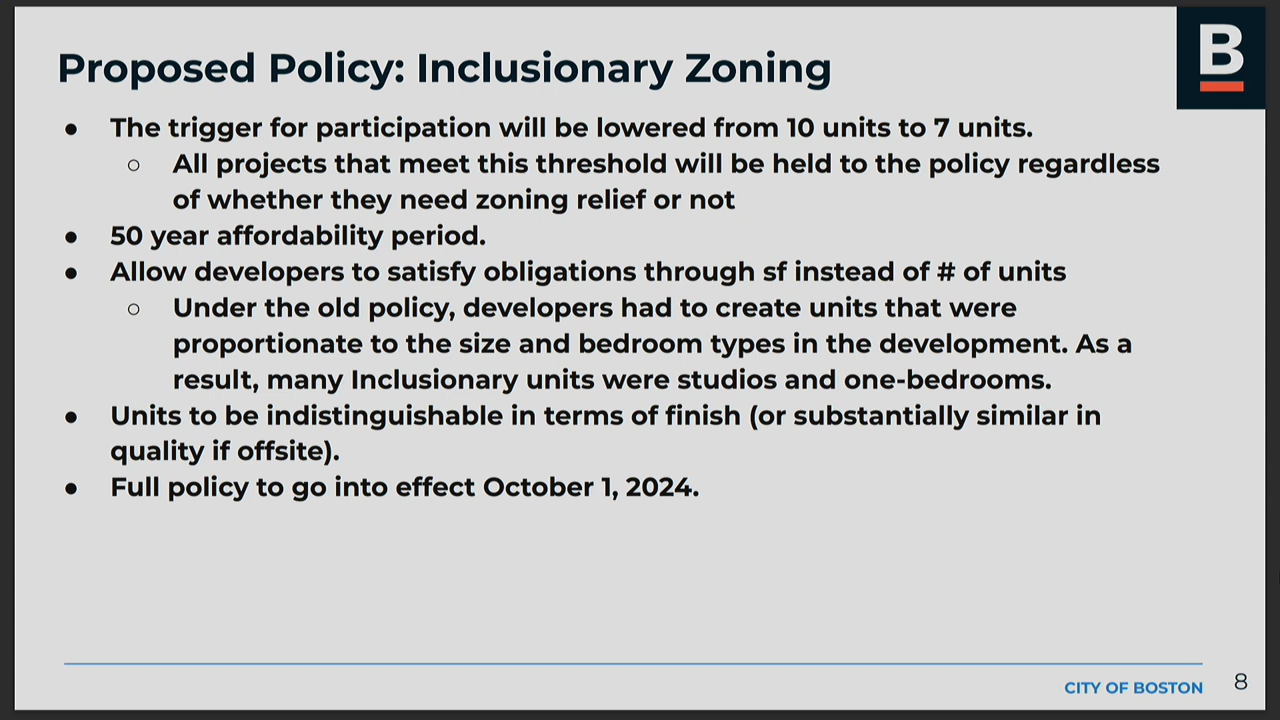 B
Proposed Policy: Inclusionary Zoning
● The trigger for participation will be lowered from 10 units to 7 units.
○ All projects that meet this threshold will be held to the policy regardless
of whether they need zoning relief or not
● 50 year affordability period.
● Allow developers to satisfy obligations through sf instead of # of units
○ Under the old policy, developers had to create units that were
proportionate to the size and bedroom types in the development. As a
result, many Inclusionary units were studios and one-bedrooms.
● Units to be indistinguishable in terms of finish (or substantially similar in
quality if offsite).
● Full policy to go into effect October 1, 2024.
CITY OF BOSTON 8